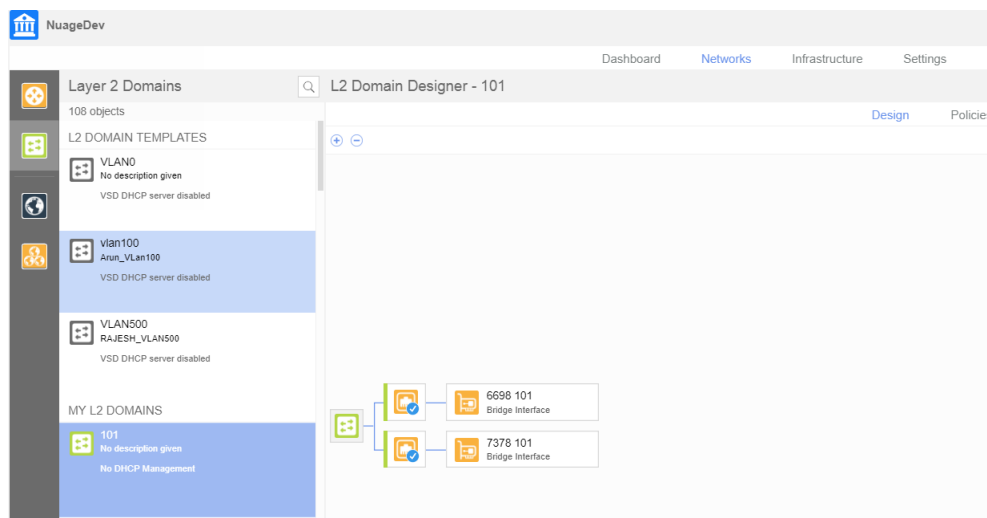 NuageDev
Dashboard Networks Infrastructure Settings
Layer 2 Domains
108 objects
L2 DOMAIN TEMPLATES
VLAN0
No description given
VSD DHCP server disabled
vlan100
Arun_VLan100
VSD DHCP server disabled
VLAN500
RAJESH_VLAN500
VSD DHCP server disabled
MY L2 DOMAINS
101
No description given
No DHCP Management
L2 Domain Designer - 101
Design Policies
6698 101
Bridge Interface
7378 101
Bridge Interface